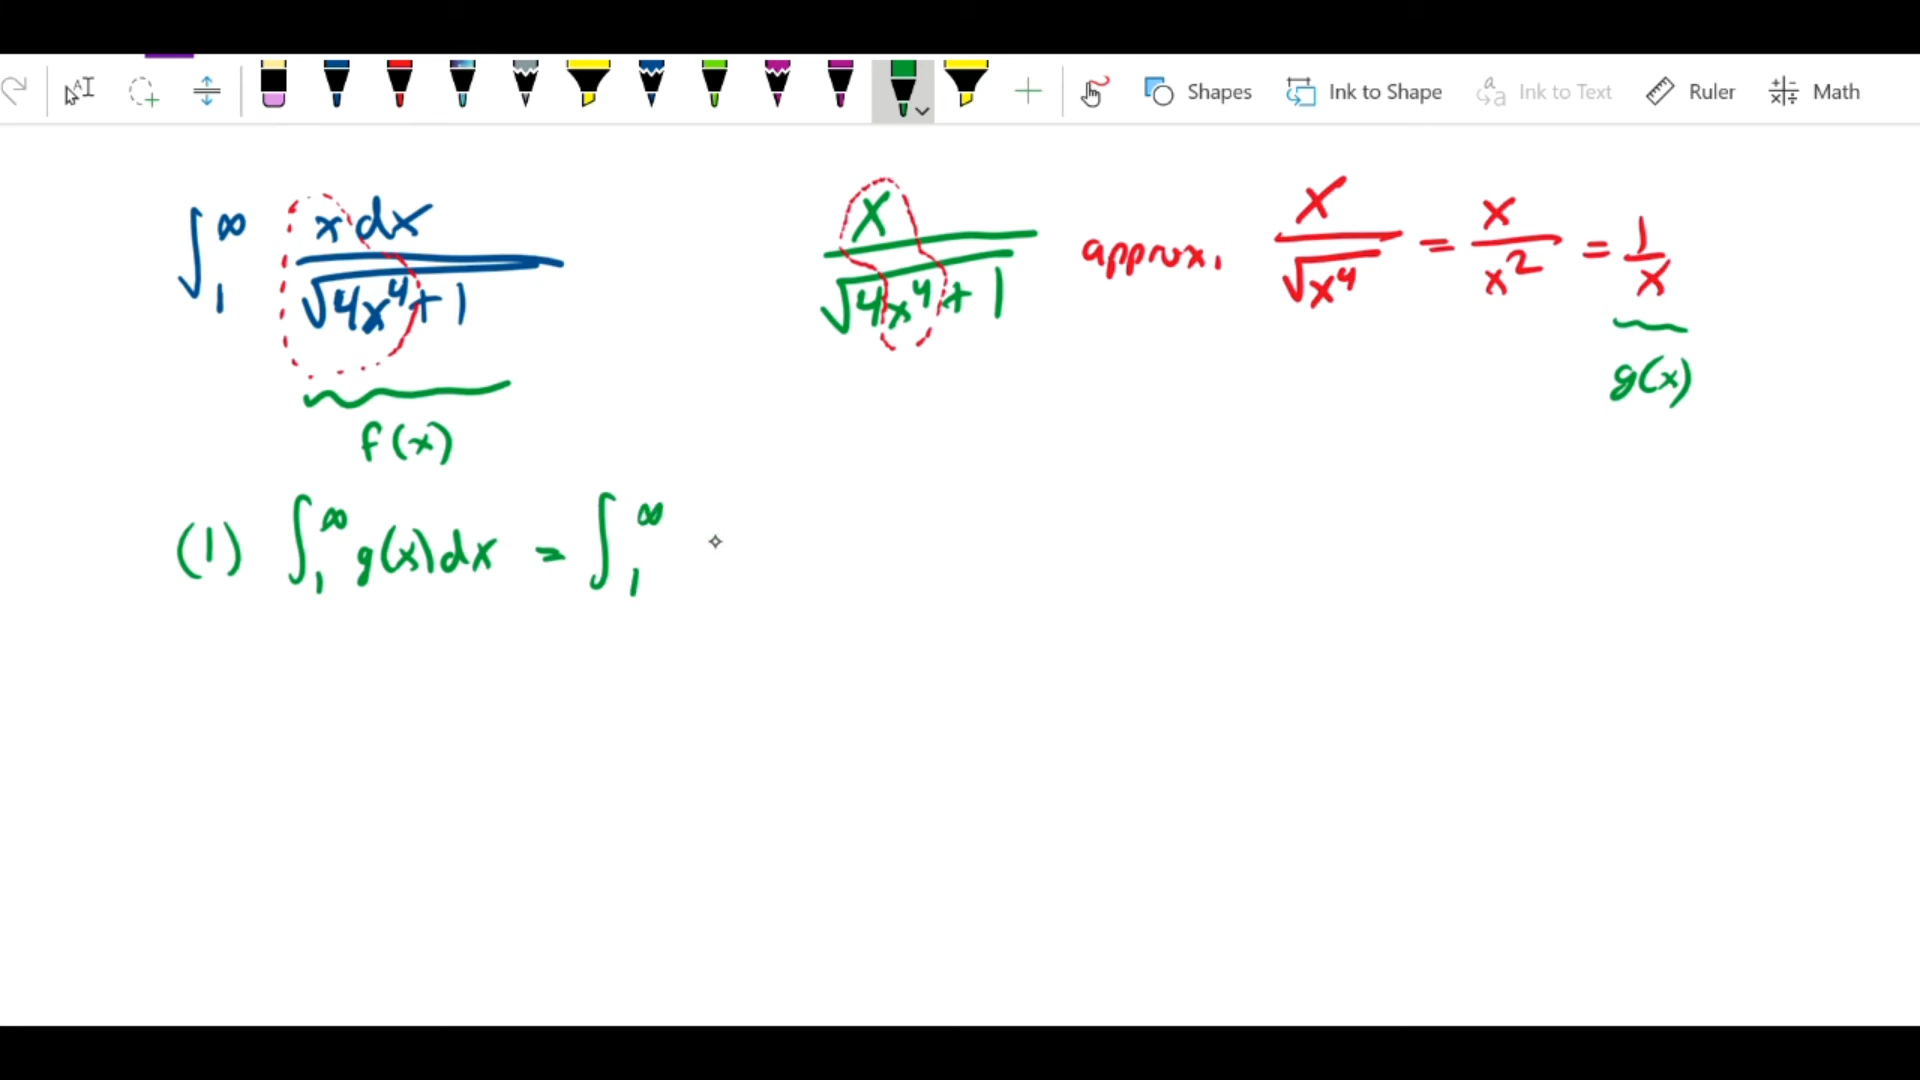 Shapes Ink to Shape Ink to Text Ruler Math
∫₁^∞ x dx / √(4x⁴+1) x / √(4x⁴+1) approx. x / √(x⁴) = x / x² = 1/x
f(x) g(x)
(1) ∫₁^∞ g(x)dx = ∫₁^∞